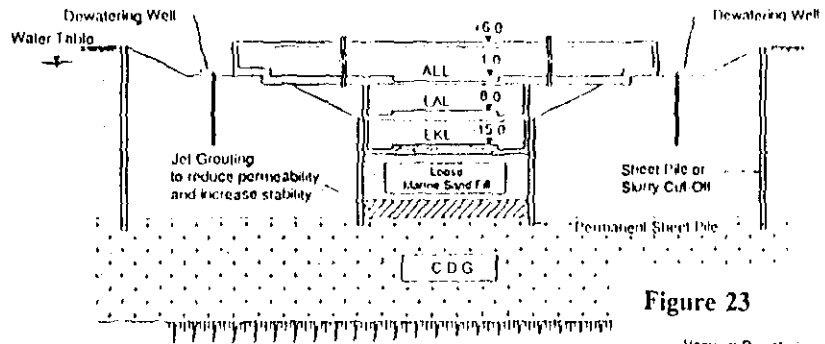 Dewatering Well
+6.0
Dewatering Well
Water Table
1.0
ALL
8.0
LAL
15.0
EKL
Jet Grouting
to reduce permeability
and increase stability
Loose
Marine Sand Fill
Sheet Pile or
Slurry Cut-Off
Permanent Sheet Pile
CDG
Figure 23